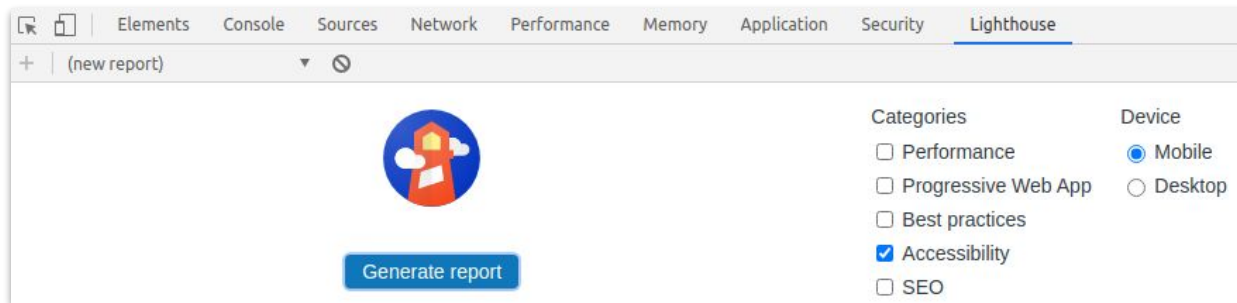 Elements Console Sources Network Performance Memory Application Security Lighthouse
(new report)
Categories Device
Performance Mobile
Progressive Web App Desktop
Best practices
Accessibility
Generate report
SEO